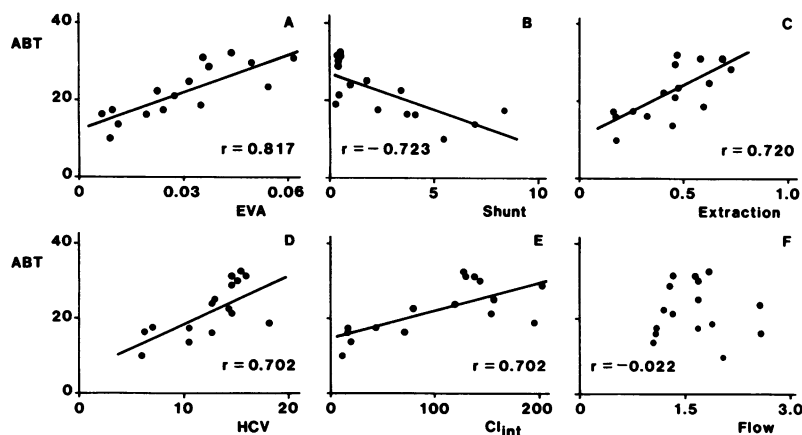 A B C
ABT 40
20
0
r = 0.817 r = -0.723 r = 0.720
0 0.03 0.06 0 5 10 0 0.5 1.0
EVA Shunt Extraction
D E F
ABT 40
20
0
r = 0.702 r = 0.702 r = -0.022
0 10 20 0 100 200 0 1.5 3.0
HCV Clint Flow